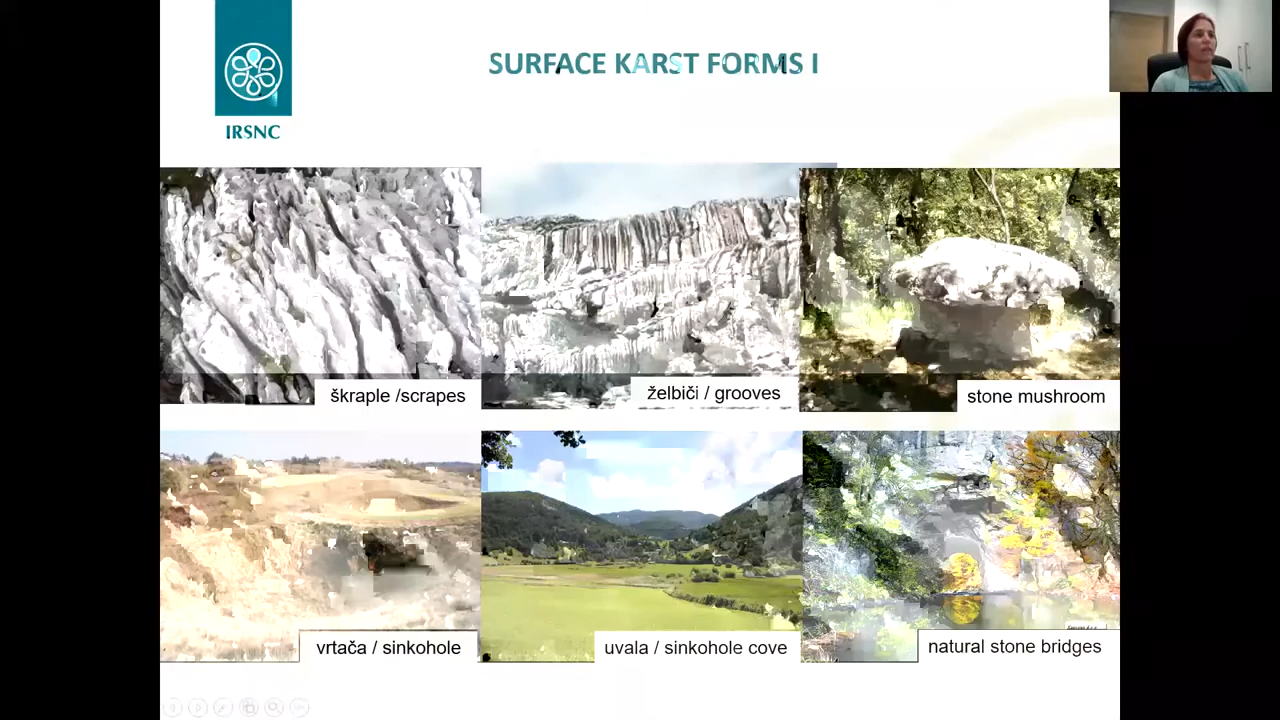 SURFACE KARST FORMS I
IRSNC
škraple /scrapes
želbiči / grooves
stone mushroom
vrtača / sinkohole
uvala / sinkohole cove
natural stone bridges